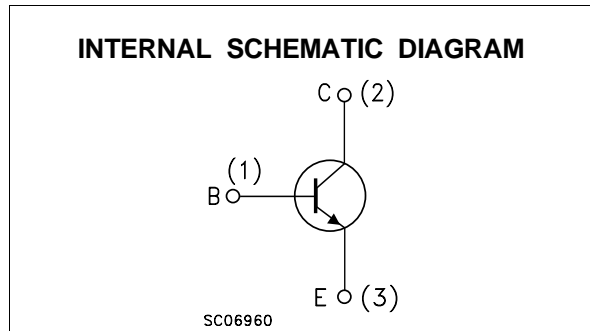 INTERNAL SCHEMATIC DIAGRAM
C (2)
(1)
B
E (3)
SC06960